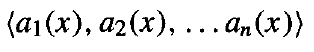 ⟨a₁(x), a₂(x), …aₙ(x)⟩